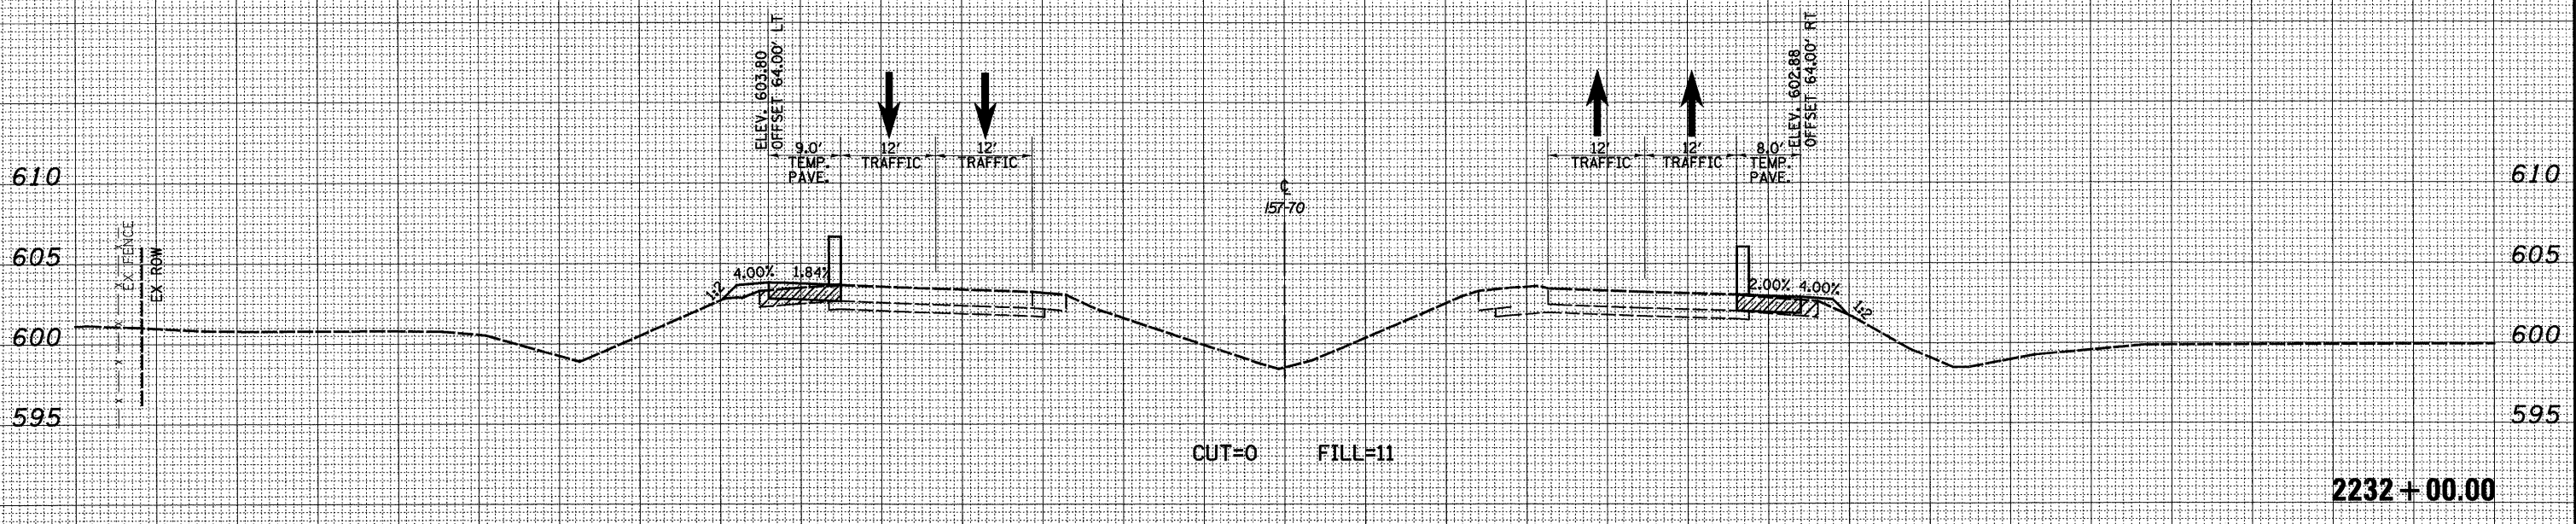 ELEV. 603.80
OFFSET 64.00' LT
ELEV. 602.88
OFFSET 64.00' RT
9.0'
TEMP.
PAVE.
12'
TRAFFIC
12'
TRAFFIC
12'
TRAFFIC
12'
TRAFFIC
8.0'
TEMP.
PAVE.
610
610
℄
157-70
EX FENCE
EX ROW
605
605
1:2
4.00%
1.84%
2.00%
4.00%
1:2
600
600
595
595
CUT=0
FILL=11
2232+00.00